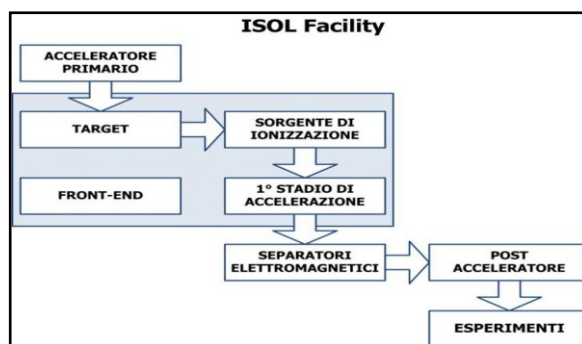 ISOL Facility
ACCELERATORE
PRIMARIO
TARGET
SORGENTE DI
IONIZZAZIONE
FRONT-END
1° STADIO DI
ACCELERAZIONE
SEPARATORI
ELETTROMAGNETICI
POST
ACCELERATORE
ESPERIMENTI